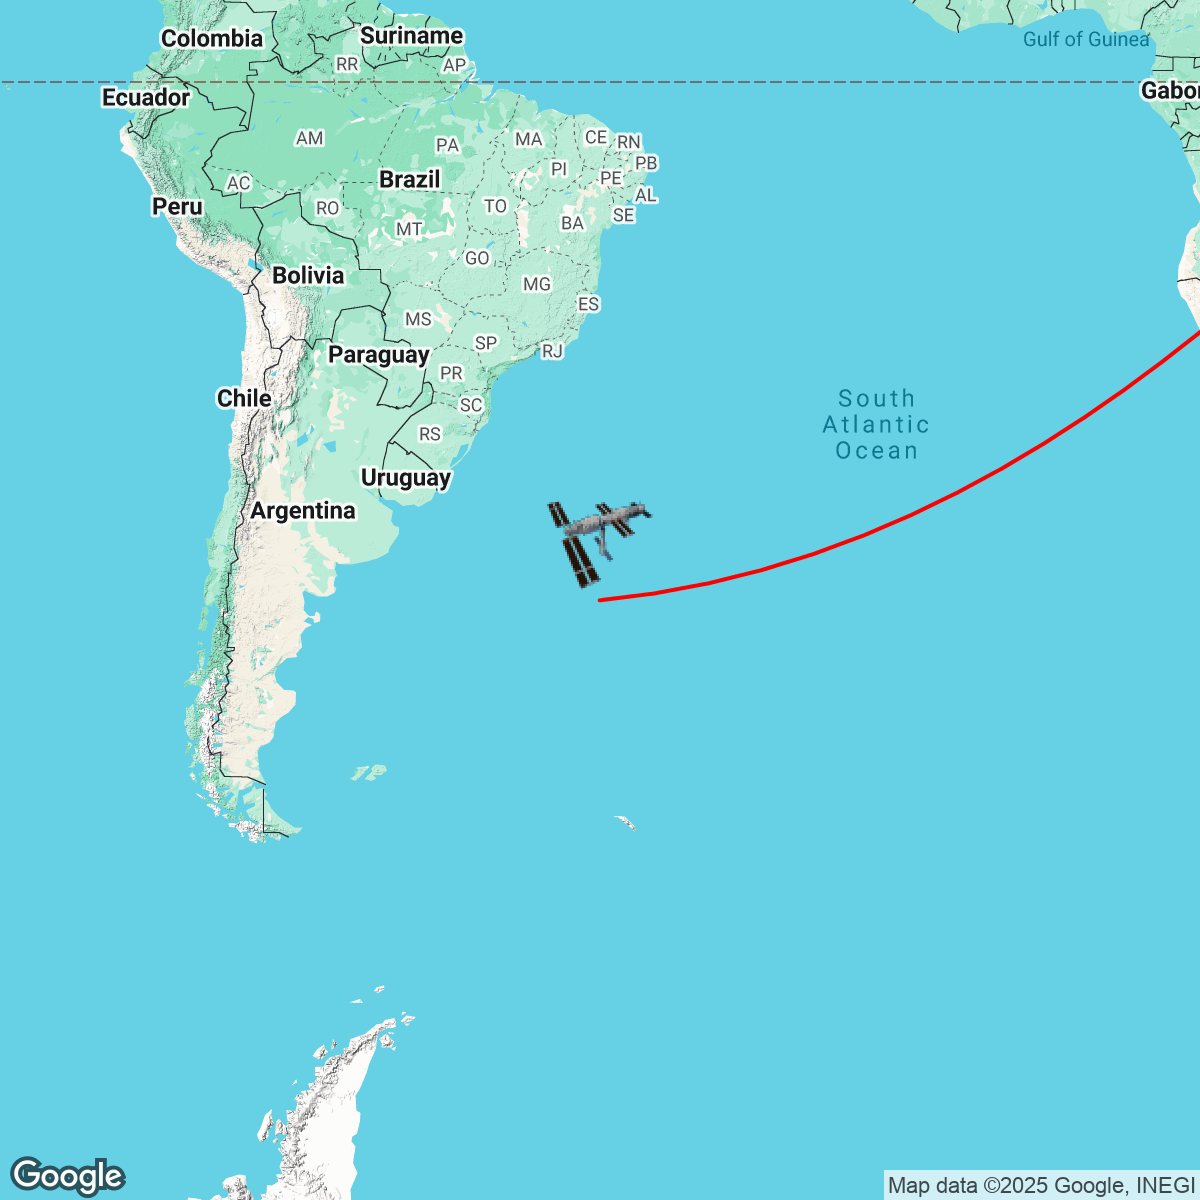 Colombia
Suriname
Gulf of Guinea
RR
AP
Ecuador
Gabor
AM
PA
MA
CE
RN
PI
PB
PE
Brazil
AC
AL
Peru
RO
TO
SE
MT
BA
GO
Bolivia
MG
ES
MS
SP
RJ
Paraguay
PR
Chile
South
Atlantic
Ocean
SC
RS
Uruguay
Argentina
Google
Map data ©2025 Google, INEGI